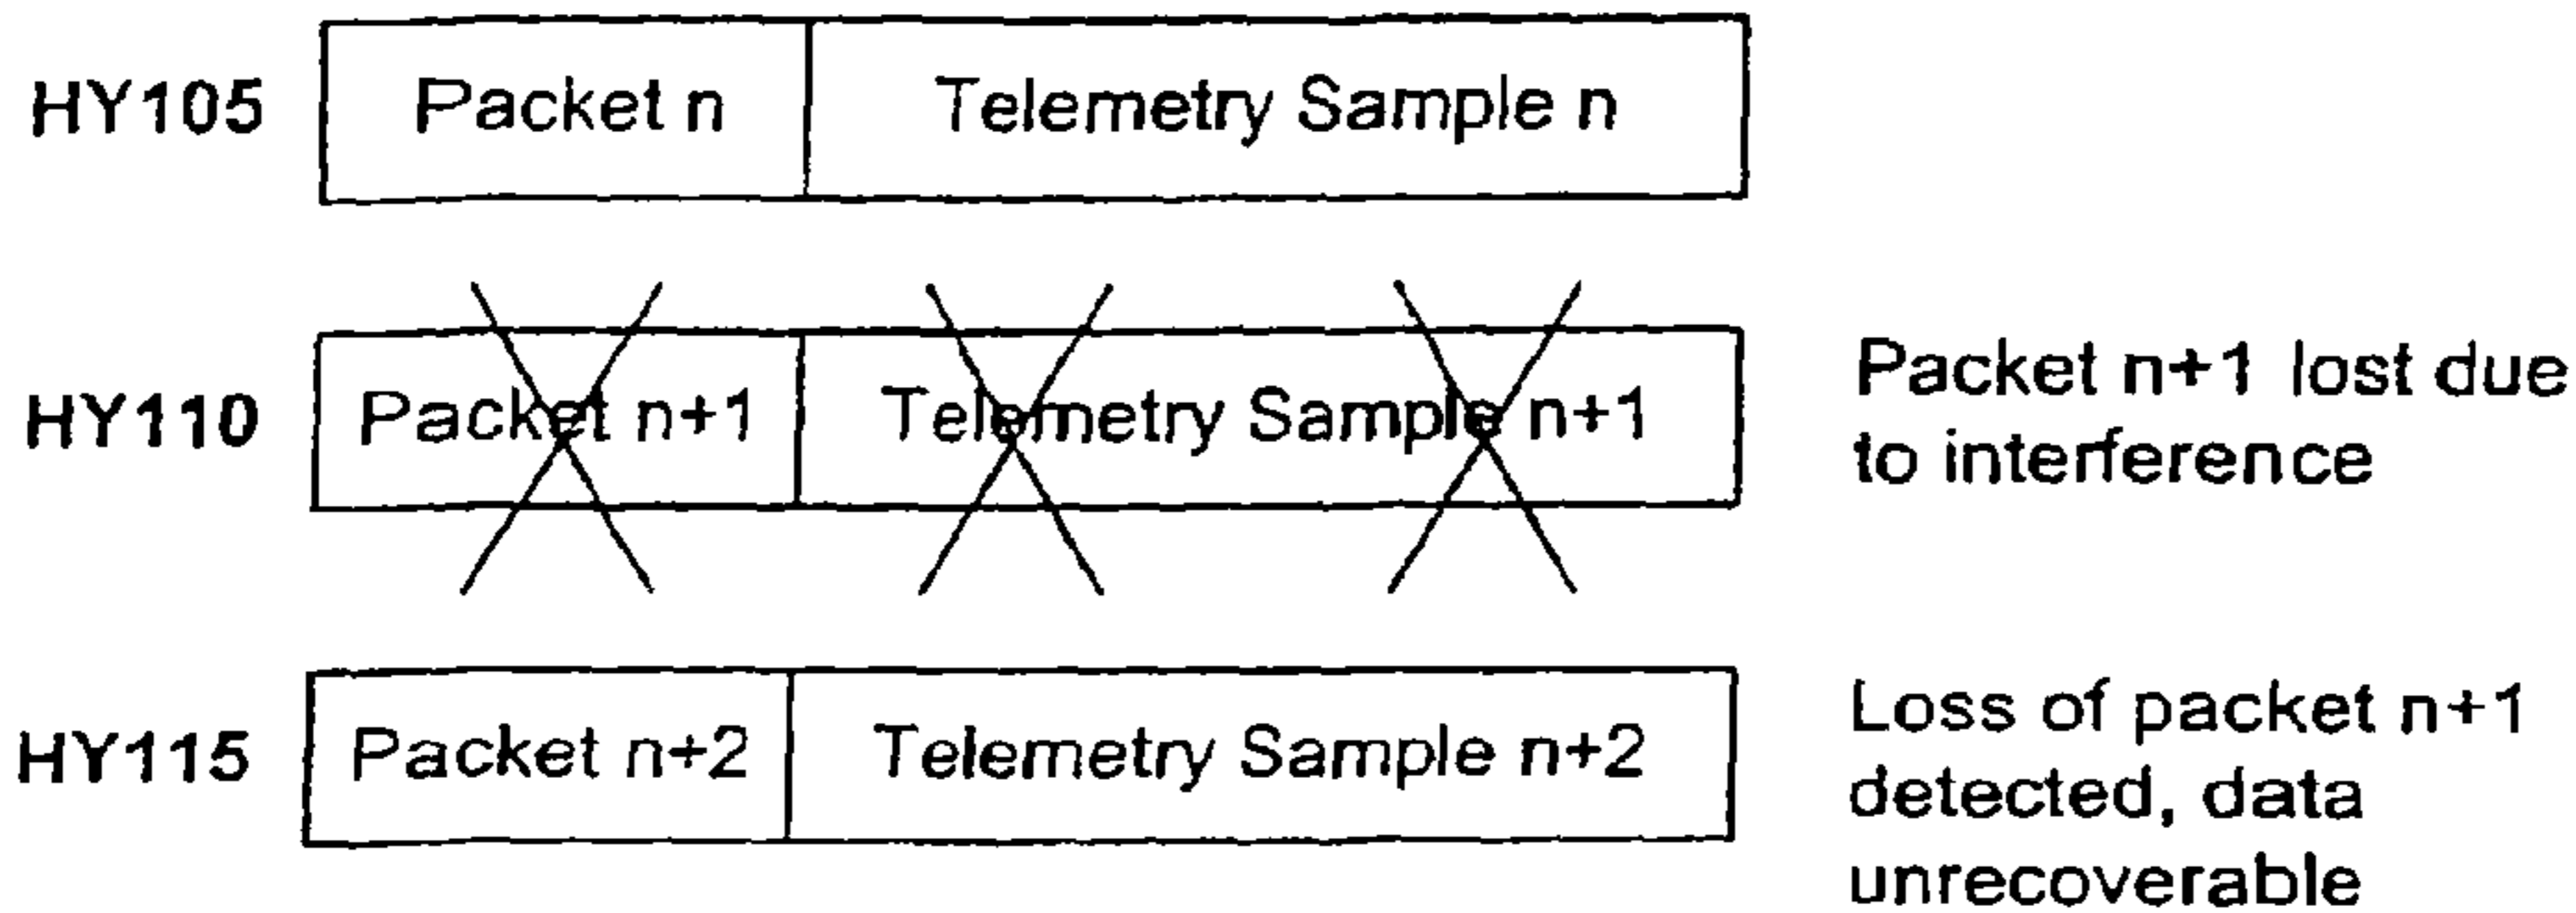 HY105 Packet n Telemetry Sample n
HY110 Packet n+1 Telemetry Sample n+1
Packet n+1 lost due
to interference
HY115 Packet n+2 Telemetry Sample n+2
Loss of packet n+1
detected, data
unrecoverable